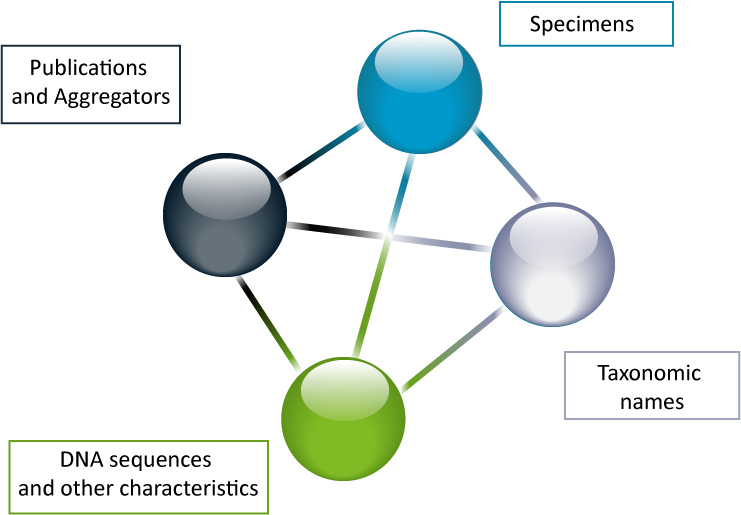 Specimens
Publications
and Aggregators
Taxonomic
names
DNA sequences
and other characteristics